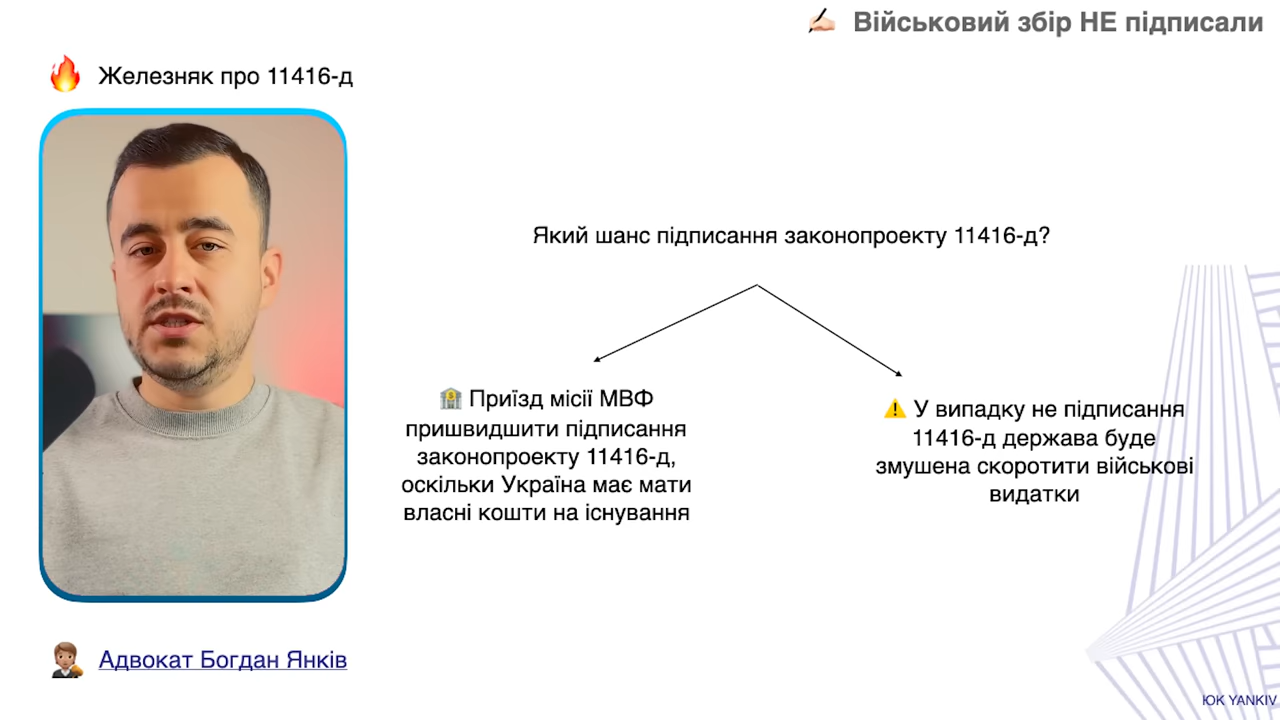 Військовий збір НЕ підписали
Железняк про 11416-д
Який шанс підписання законопроекту 11416-д?
Приїзд місії МВФ
пришвидшити підписання
законопроекту 11416-д,
оскільки Україна має мати
власні кошти на існування
У випадку не підписання
11416-д держава буде
змушена скоротити військові
видатки
Адвокат Богдан Янків
ЮК YANKIV